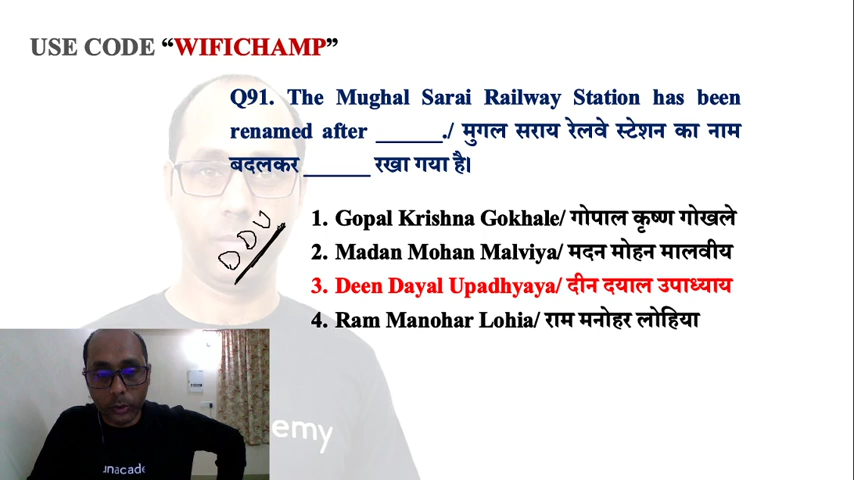 USE CODE “WIFICHAMP”
Q91. The Mughal Sarai Railway Station has been
renamed after ______./ मुगल सराय रेलवे स्टेशन का नाम
बदलकर ______ रखा गया है।
1. Gopal Krishna Gokhale/ गोपाल कृष्ण गोखले
2. Madan Mohan Malviya/ मदन मोहन मालवीय
DDU
3. Deen Dayal Upadhyaya/ दीन दयाल उपाध्याय
4. Ram Manohar Lohia/ राम मनोहर लोहिया
emy
unacade